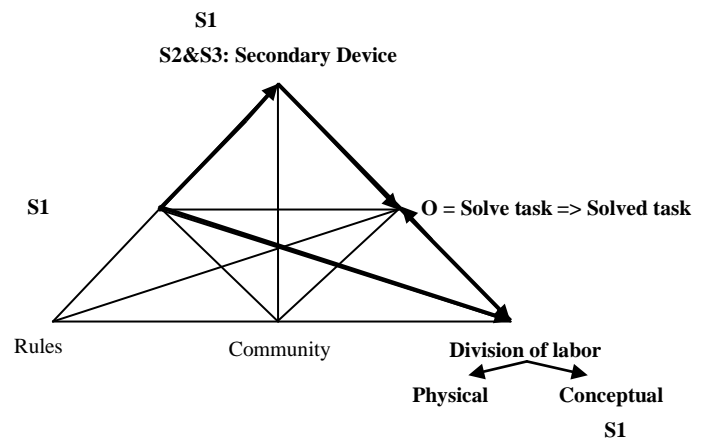 S1
S2&S3: Secondary Device
S1
O = Solve task => Solved task
Rules
Community
Division of labor
Physical
Conceptual
S1